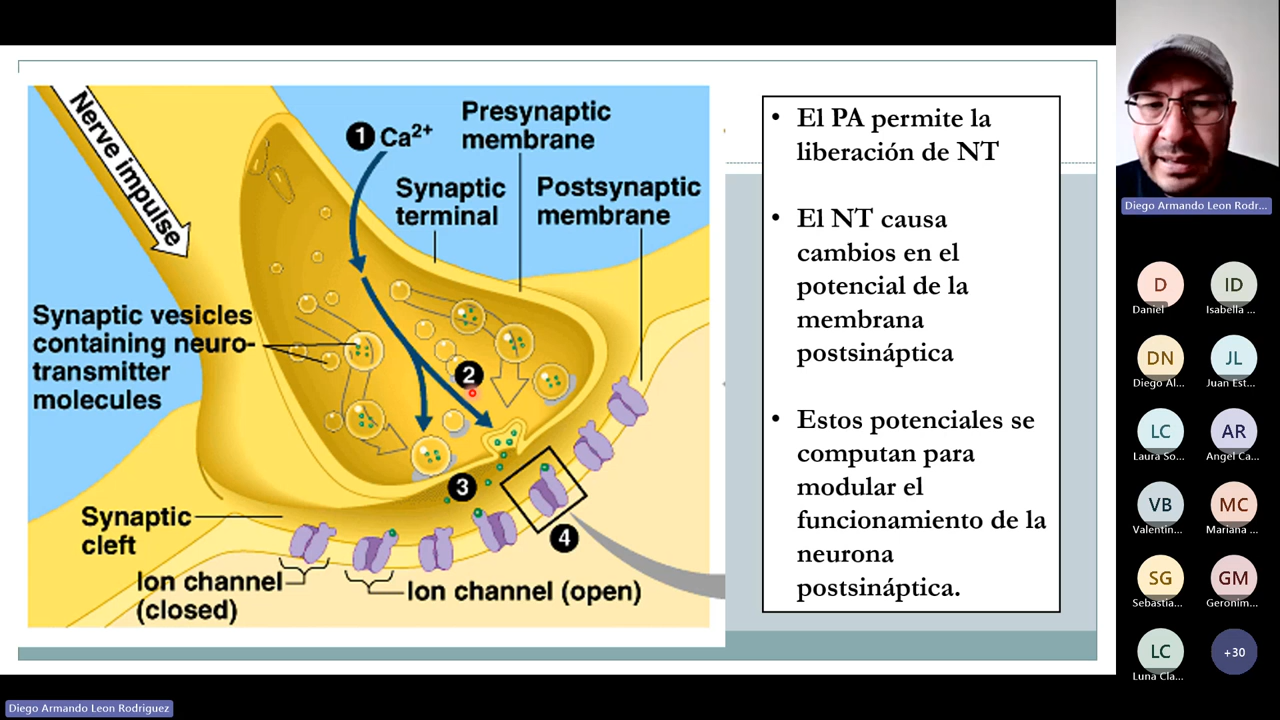 Nerve impulse
1 Ca2+
Presynaptic
membrane
Synaptic
terminal
Postsynaptic
membrane
Synaptic vesicles
containing neuro-
transmitter
molecules
2
3
4
Synaptic
cleft
Ion channel
(closed)
Ion channel (open)
• El PA permite la
liberación de NT
• El NT causa
cambios en el
potencial de la
membrana
postsináptica
• Estos potenciales se
computan para
modular el
funcionamiento de la
neurona
postsináptica.
Diego Armando Leon Rodr...
D
Daniel
ID
Isabella ...
DN
Diego Al...
JL
Juan Est...
LC
Laura So...
AR
Angel Ca...
VB
Valentin...
MC
Mariana ...
SG
Sebastia...
GM
Geronim...
LC
Luna Cla...
+30
Diego Armando Leon Rodriguez